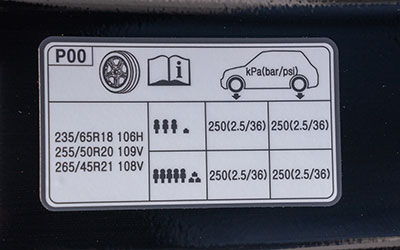 P00
i
kPa(bar/psi)
235/65R18 106H
255/50R20 109V
265/45R21 108V
250(2.5/36) 250(2.5/36)
250(2.5/36) 250(2.5/36)